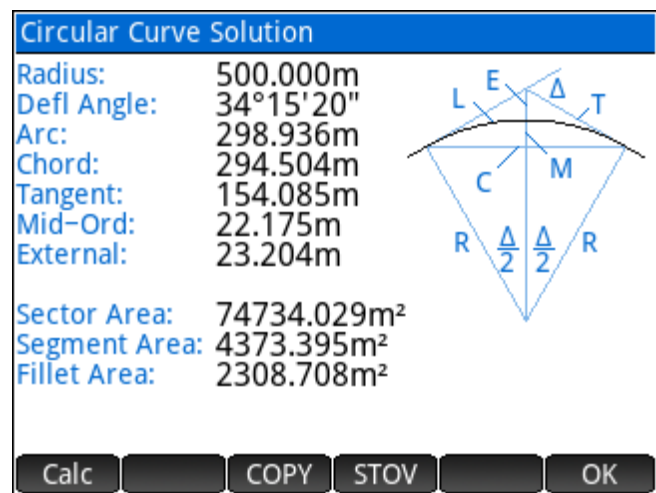 Circular Curve Solution
Radius: 500.000m
Defl Angle: 34°15'20"
Arc: 298.936m
Chord: 294.504m
Tangent: 154.085m
Mid-Ord: 22.175m
External: 23.204m
Sector Area: 74734.029m²
Segment Area: 4373.395m²
Fillet Area: 2308.708m²
E Δ
L T
C M
R Δ/2 Δ/2 R
Calc COPY STOV OK